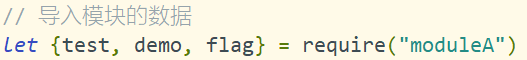 // 导入模块的数据
let {test, demo, flag} = require("moduleA")